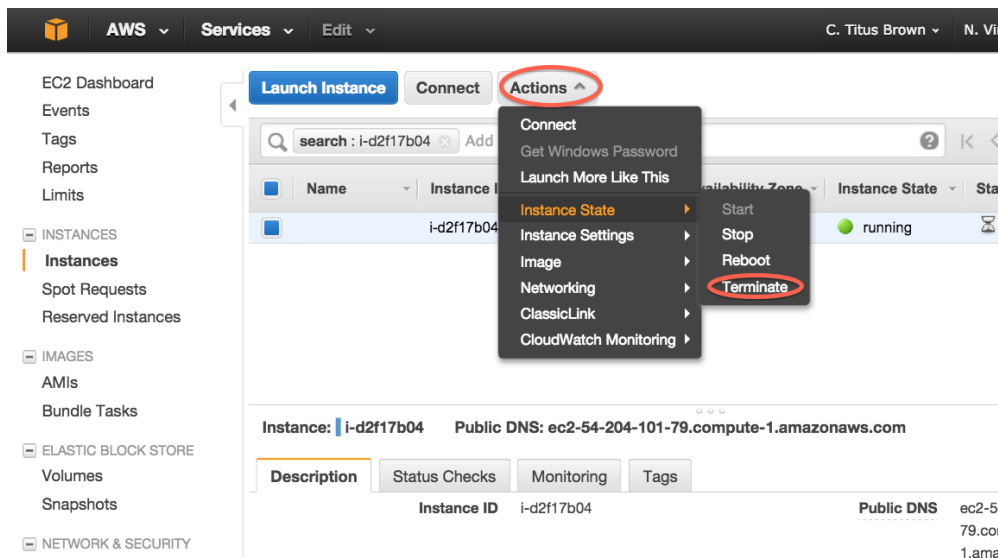 AWS Services Edit C. Titus Brown
EC2 Dashboard
Events
Tags
Reports
Limits
INSTANCES
Instances
Spot Requests
Reserved Instances
IMAGES
AMIs
Bundle Tasks
ELASTIC BLOCK STORE
Volumes
Snapshots
NETWORK & SECURITY
Launch Instance Connect Actions
search : i-d2f17b04 Add
Name Instance Availability Zone Instance State
i-d2f17b04 running
Connect
Get Windows Password
Launch More Like This
Instance State
Instance Settings
Image
Networking
ClassicLink
CloudWatch Monitoring
Start
Stop
Reboot
Terminate
Instance: i-d2f17b04 Public DNS: ec2-54-204-101-79.compute-1.amazonaws.com
Description Status Checks Monitoring Tags
Instance ID i-d2f17b04 Public DNS ec2-5
79.co
1.ama